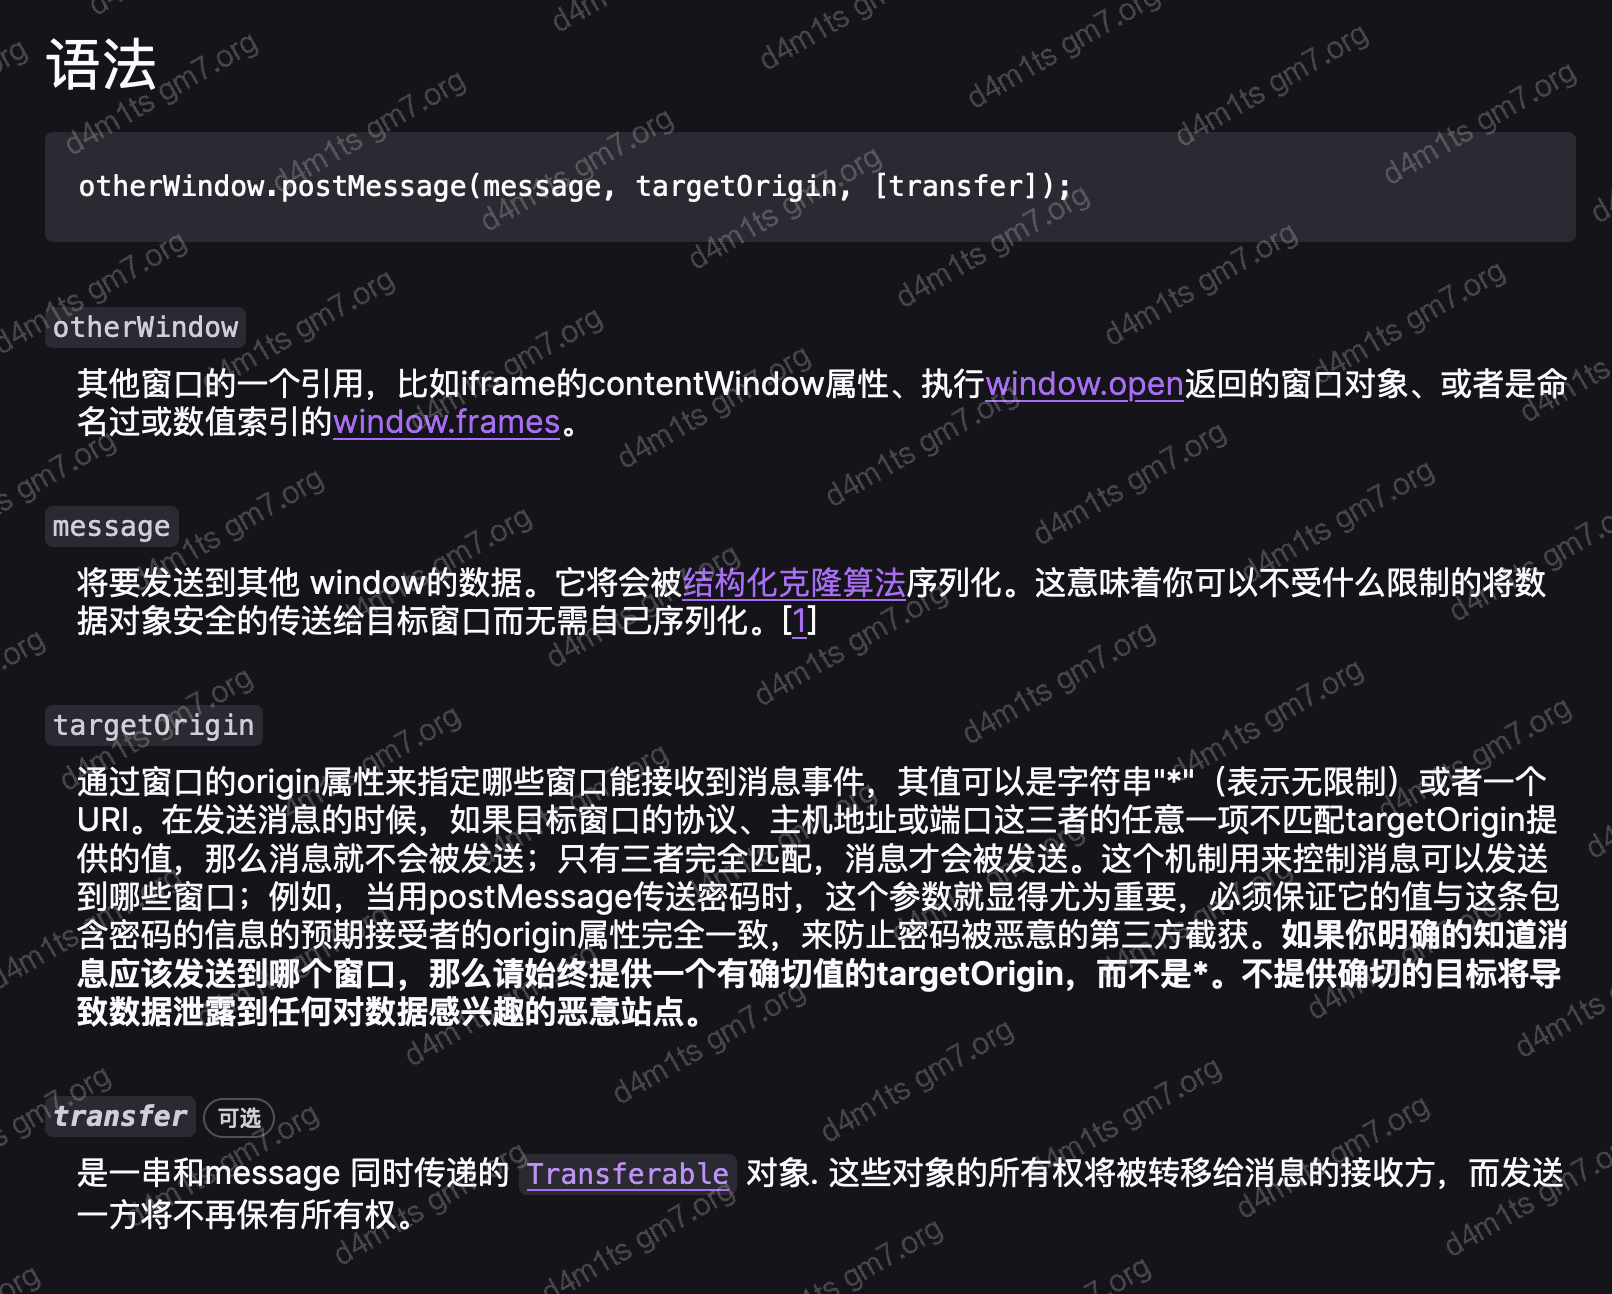 语法
otherWindow.postMessage(message, targetOrigin, [transfer]);
otherWindow
其他窗口的一个引用，比如iframe的contentWindow属性、执行window.open返回的窗口对象、或者是命
名过或数值索引的window.frames。
message
将要发送到其他 window的数据。它将会被结构化克隆算法序列化。这意味着你可以不受什么限制的将数
据对象安全的传送给目标窗口而无需自己序列化。[1]
targetOrigin
通过窗口的origin属性来指定哪些窗口能接收到消息事件，其值可以是字符串"*"（表示无限制）或者一个
URI。在发送消息的时候，如果目标窗口的协议、主机地址或端口这三者的任意一项不匹配targetOrigin提
供的值，那么消息就不会被发送；只有三者完全匹配，消息才会被发送。这个机制用来控制消息可以发送
到哪些窗口；例如，当用postMessage传送密码时，这个参数就显得尤为重要，必须保证它的值与这条包
含密码的信息的预期接受者的origin属性完全一致，来防止密码被恶意的第三方截获。如果你明确的知道消
息应该发送到哪个窗口，那么请始终提供一个有确切值的targetOrigin，而不是*。不提供确切的目标将导
致数据泄露到任何对数据感兴趣的恶意站点。
transfer 可选
是一串和message 同时传递的 Transferable 对象. 这些对象的所有权将被转移给消息的接收方，而发送
一方将不再保有所有权。
d4m1ts gm7.org